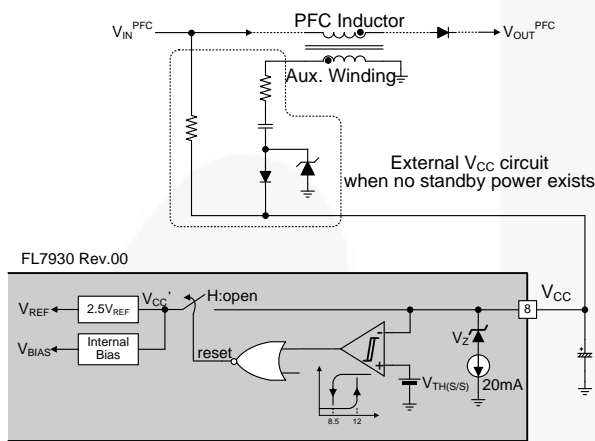 PFC Inductor
V_IN^PFC
V_OUT^PFC
Aux. Winding
External V_CC circuit
when no standby power exists
FL7930 Rev.00
V_REF
2.5V_REF
V_CC'
H:open
8
V_CC
V_BIAS
Internal
Bias
reset
V_Z
-
+
V_TH(S/S)
20mA
8.5
12
+